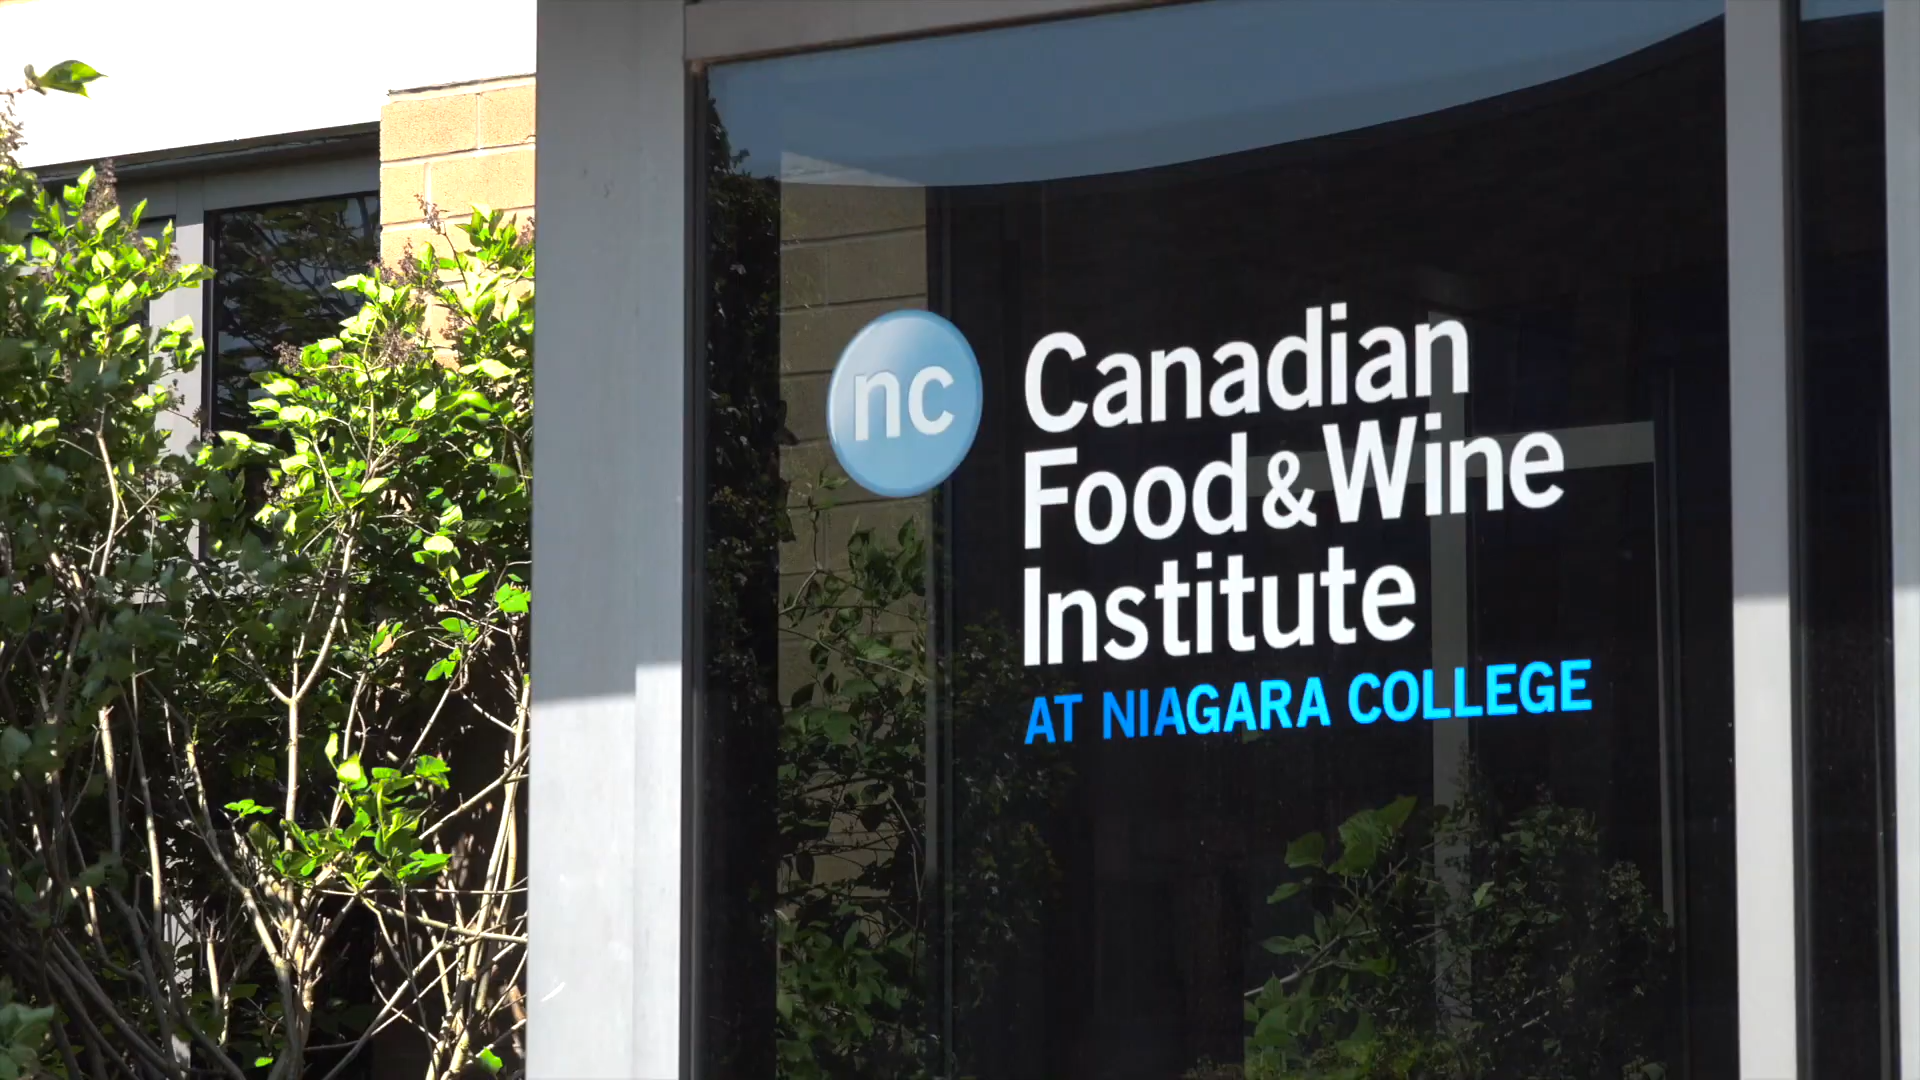 nc
Canadian
Food & Wine
Institute
AT NIAGARA COLLEGE